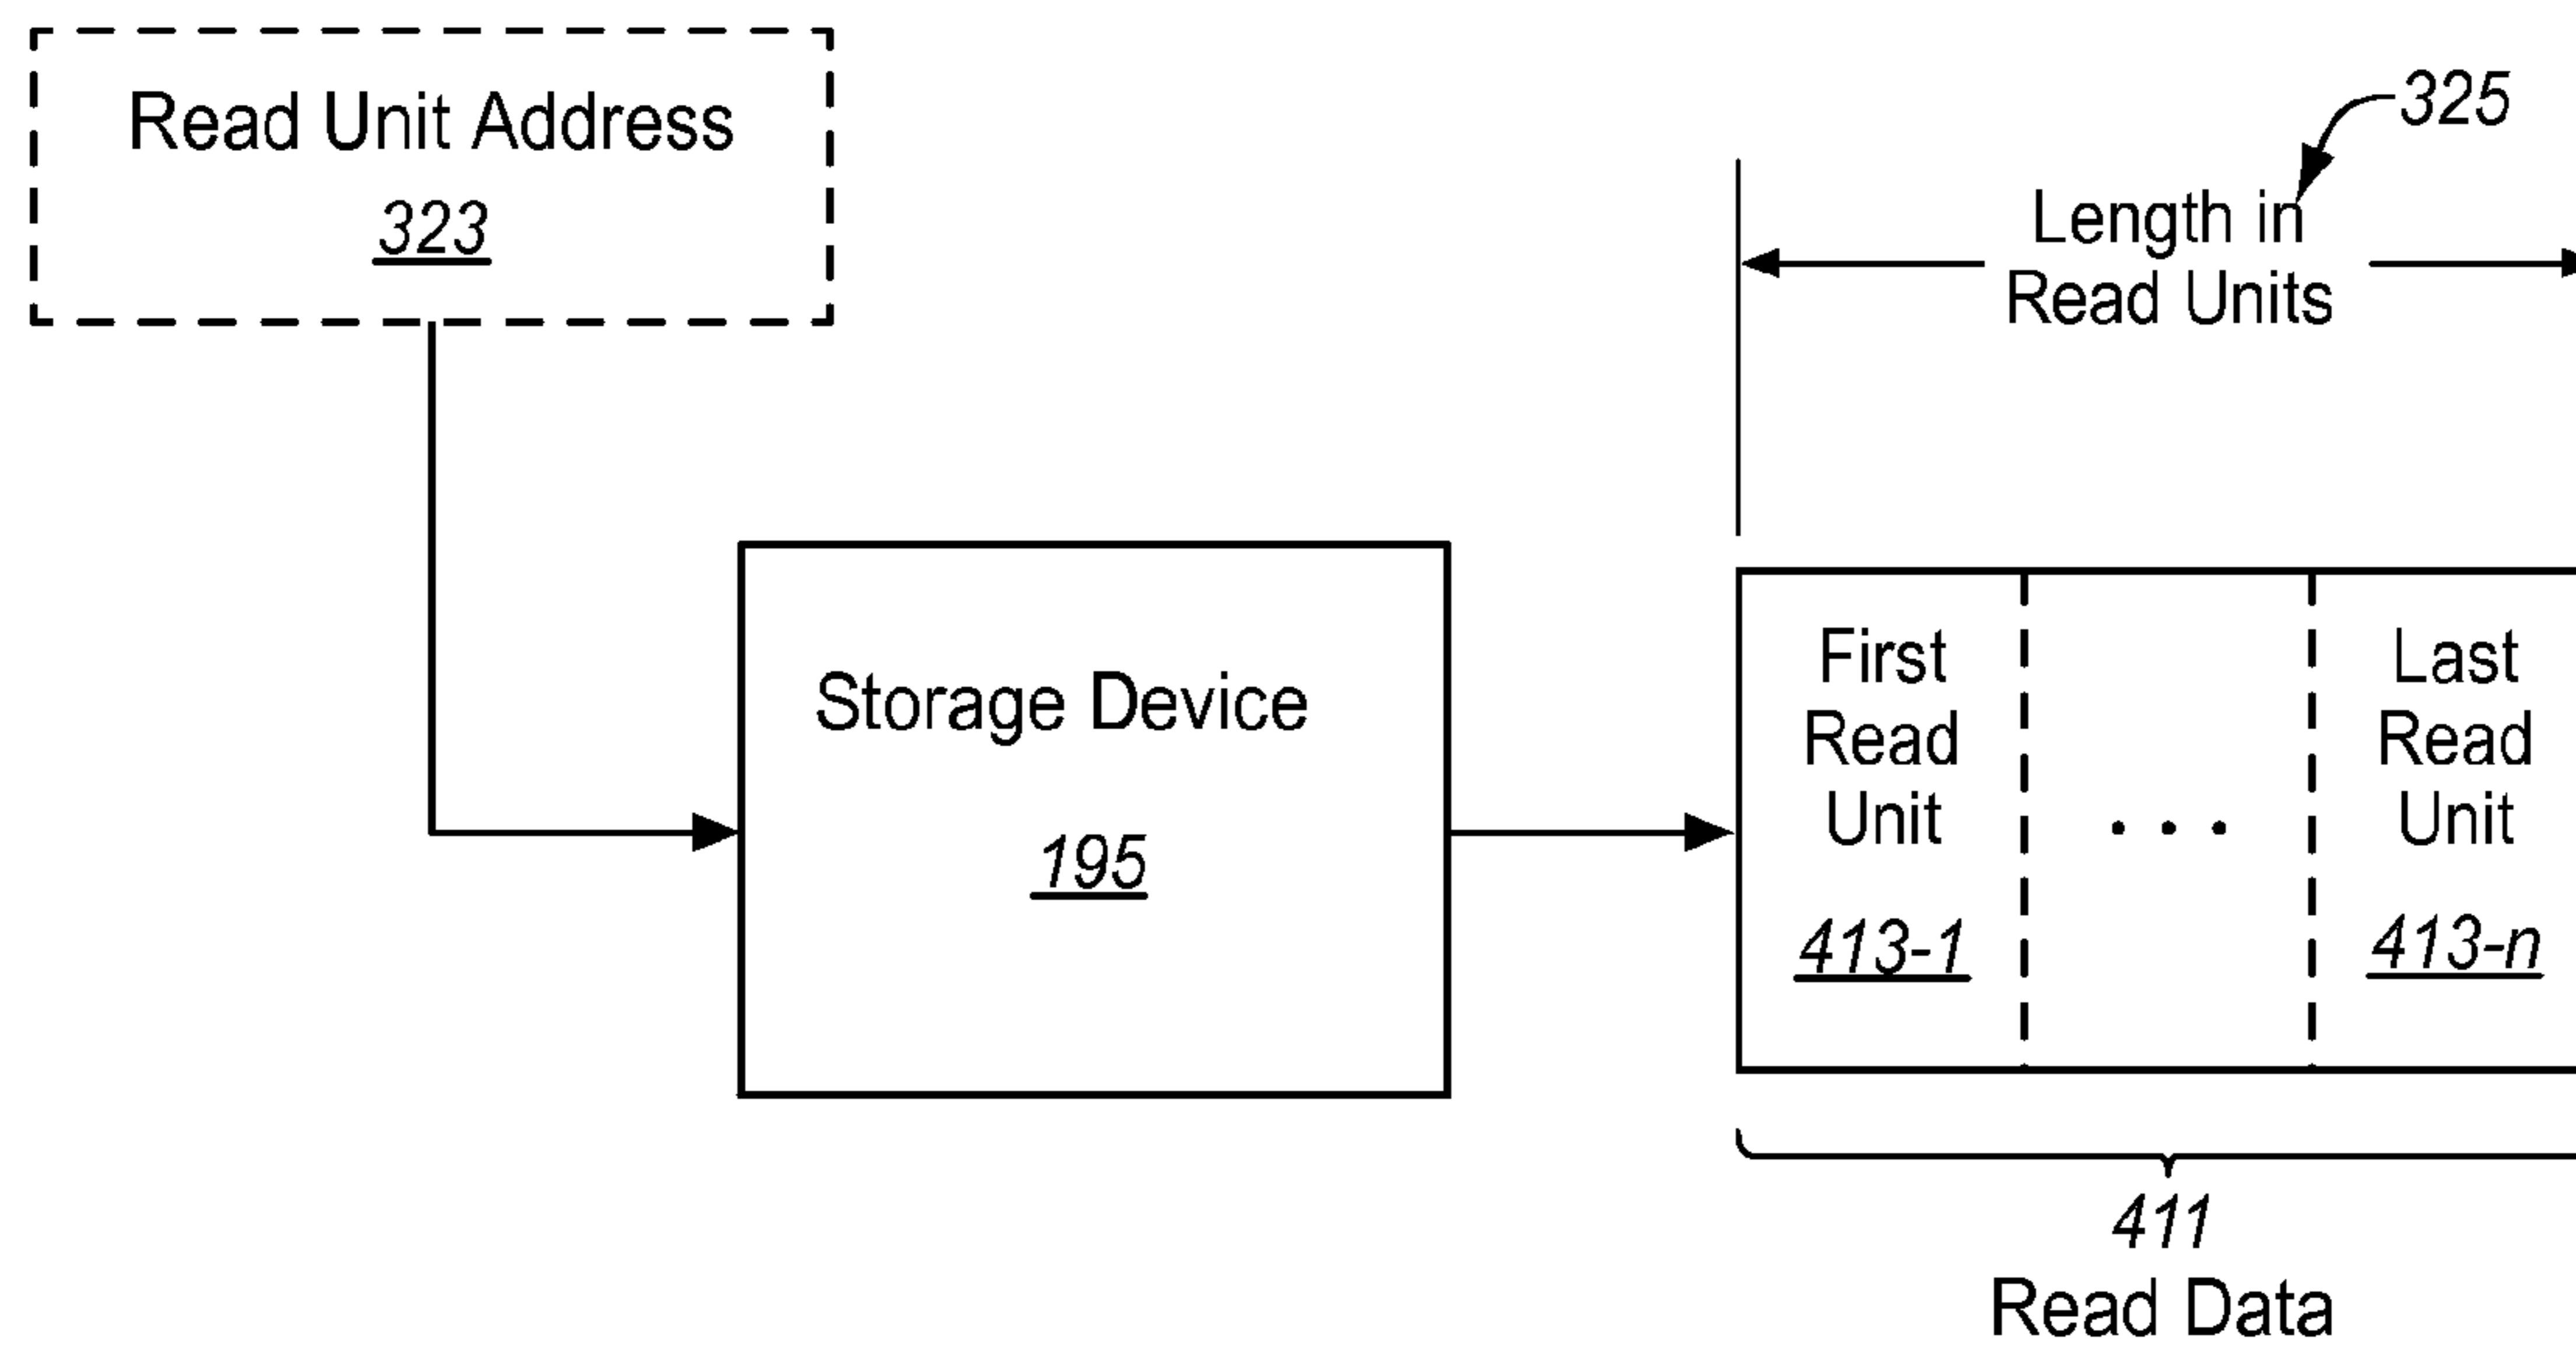 Read Unit Address
323
325
Length in
Read Units
Storage Device
195
First
Read
Unit
413-1
. . .
Last
Read
Unit
413-n
411
Read Data